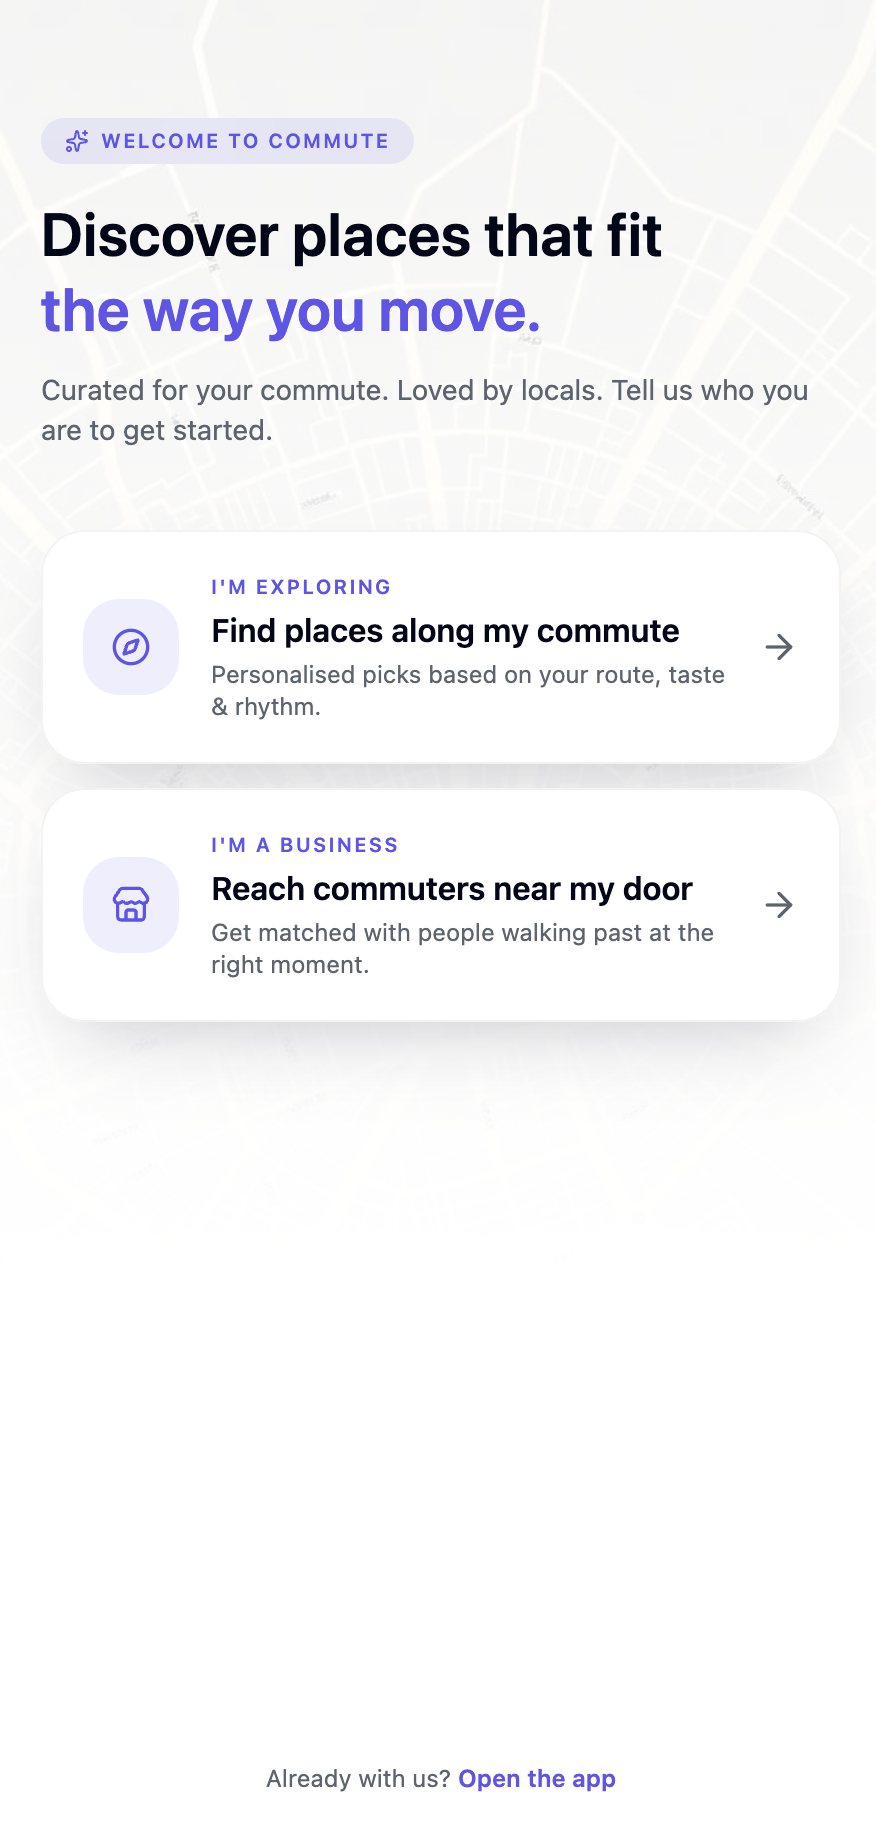 WELCOME TO COMMUTE
Discover places that fit
the way you move.
Curated for your commute. Loved by locals. Tell us who you
are to get started.
I'M EXPLORING
Find places along my commute
Personalised picks based on your route, taste
& rhythm.
I'M A BUSINESS
Reach commuters near my door
Get matched with people walking past at the
right moment.
Already with us? Open the app